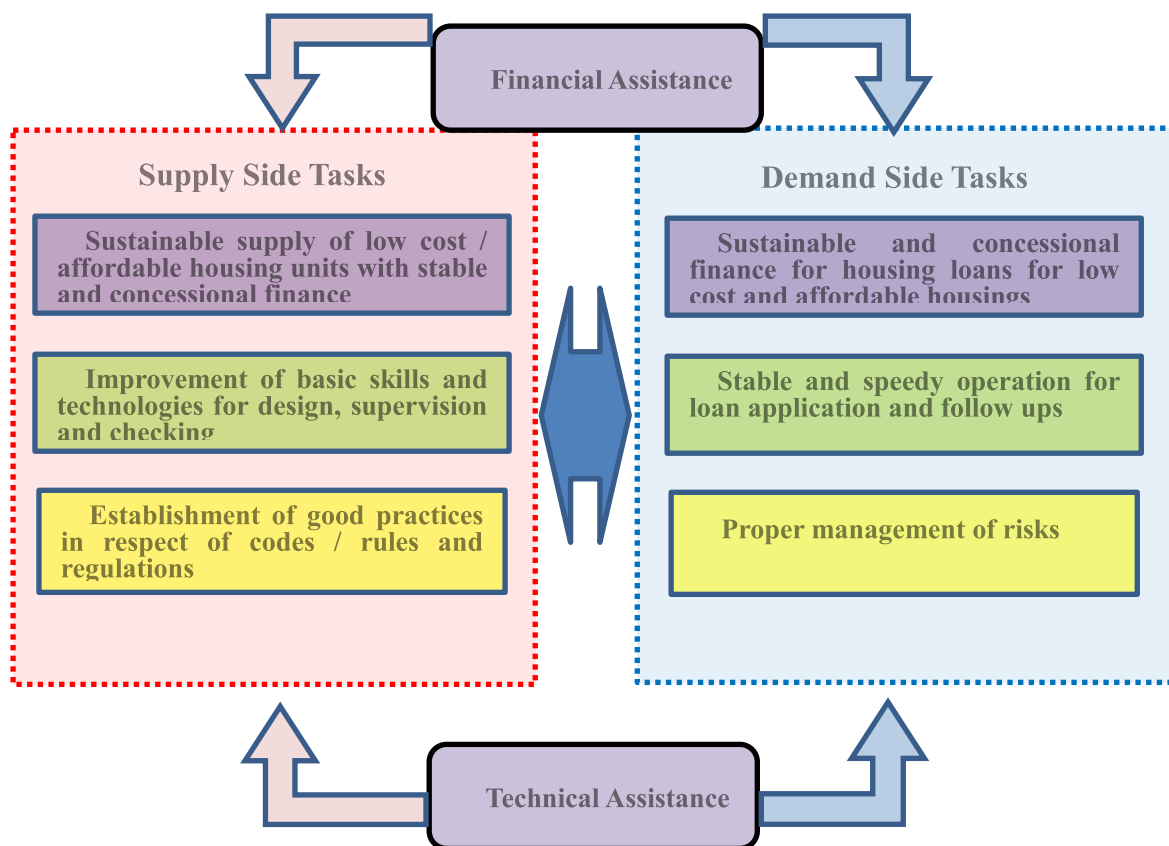 Financial Assistance
Supply Side Tasks
Sustainable supply of low cost /
affordable housing units with stable
and concessional finance
Improvement of basic skills and
technologies for design, supervision
and checking
Establishment of good practices
in respect of codes / rules and
regulations
Demand Side Tasks
Sustainable and concessional
finance for housing loans for low
cost and affordable housings
Stable and speedy operation for
loan application and follow ups
Proper management of risks
Technical Assistance